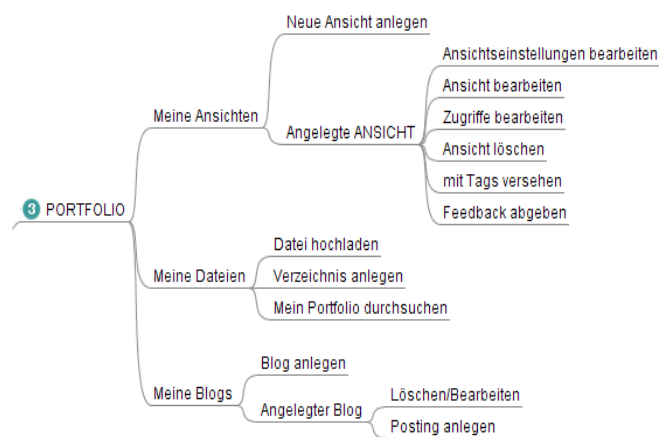 3 PORTFOLIO
Meine Ansichten
Neue Ansicht anlegen
Angelegte ANSICHT
Ansichtseinstellungen bearbeiten
Ansicht bearbeiten
Zugriffe bearbeiten
Ansicht löschen
mit Tags versehen
Feedback abgeben
Meine Dateien
Datei hochladen
Verzeichnis anlegen
Mein Portfolio durchsuchen
Meine Blogs
Blog anlegen
Angelegter Blog
Löschen/Bearbeiten
Posting anlegen